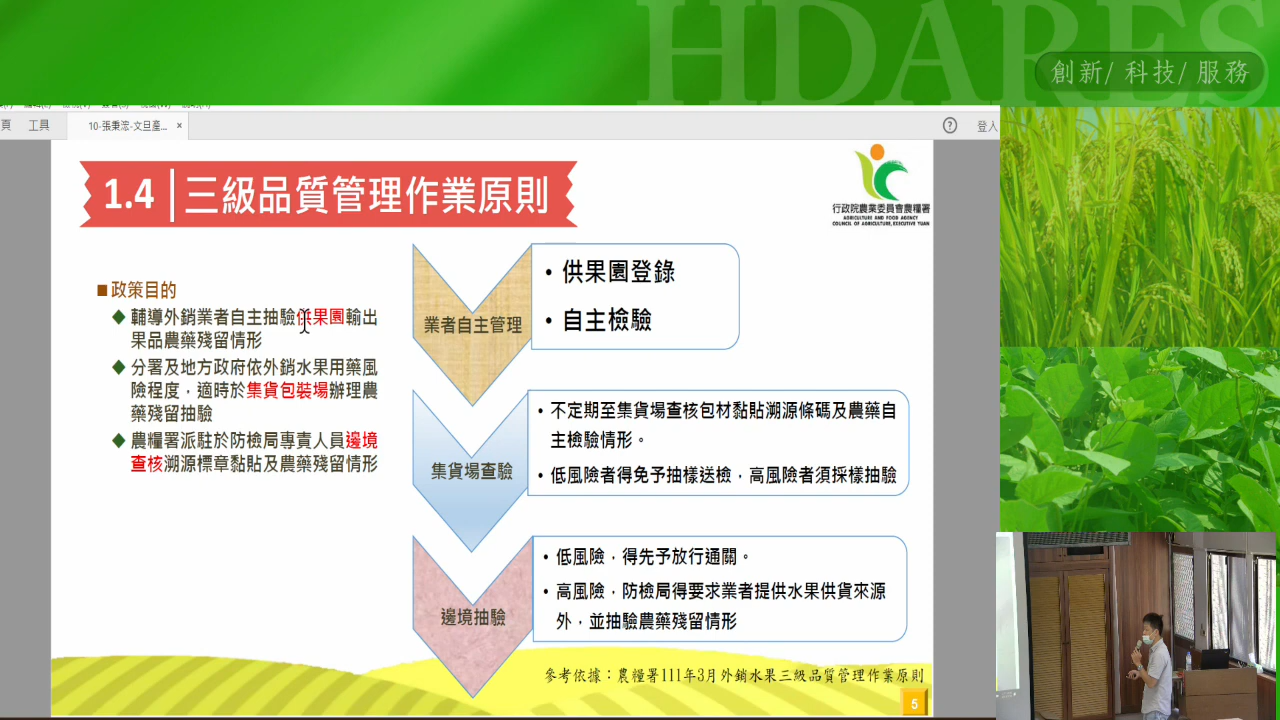 HDARES
創新/ 科技/ 服務
頁 工具 10-張秉浤-文旦產... × ? 登入
1.4 三級品質管理作業原則
行政院農業委員會農糧署
AGRICULTURE AND FOOD AGENCY
COUNCIL OF AGRICULTURE, EXECUTIVE YUAN
政策目的
輔導外銷業者自主抽驗供果園輸出
果品農藥殘留情形
分署及地方政府依外銷水果用藥風
險程度，適時於集貨包裝場辦理農
藥殘留抽驗
農糧署派駐於防檢局專責人員邊境
查核溯源標章黏貼及農藥殘留情形
業者自主管理
• 供果園登錄
• 自主檢驗
集貨場查驗
• 不定期至集貨場查核包材黏貼溯源條碼及農藥自
主檢驗情形。
• 低風險者得免予抽樣送檢，高風險者須採樣抽驗
邊境抽驗
• 低風險，得先予放行通關。
• 高風險，防檢局得要求業者提供水果供貨來源
外，並抽驗農藥殘留情形
參考依據：農糧署111年3月外銷水果三級品質管理作業原則
5